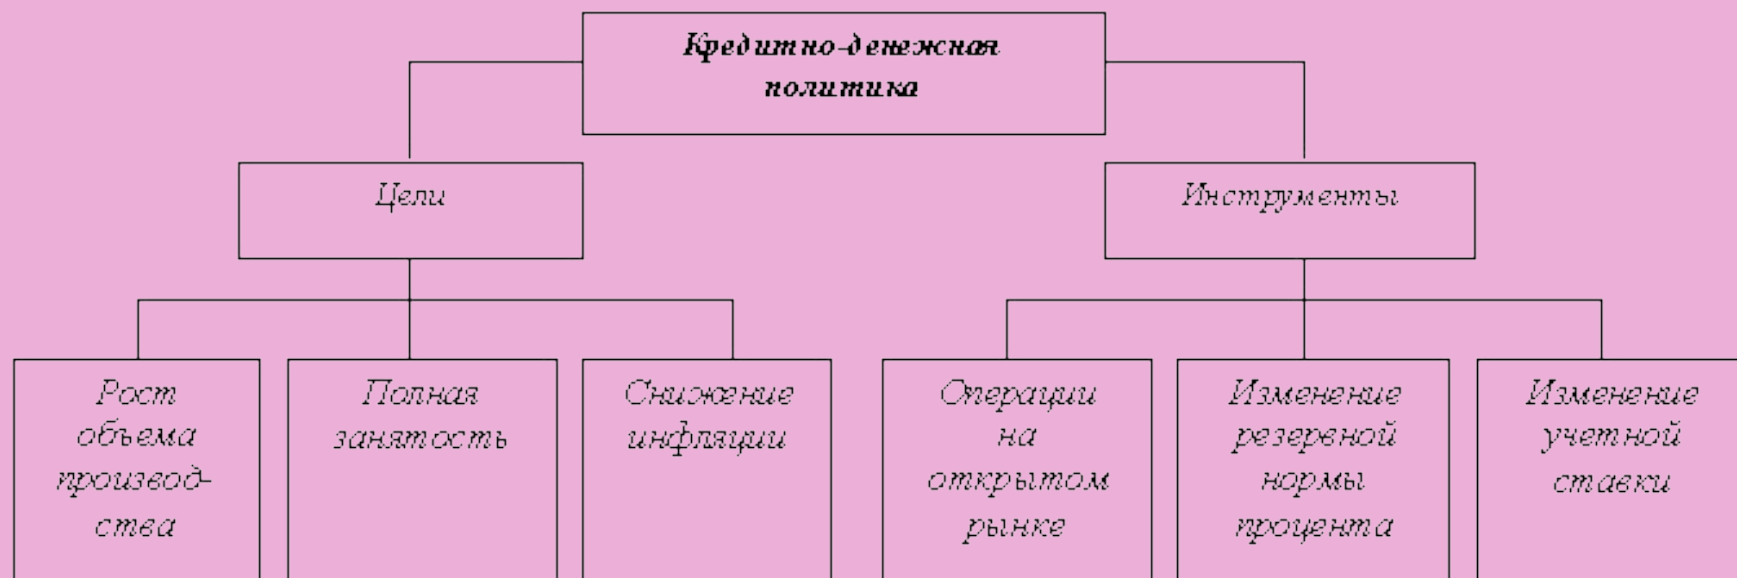 Кредитно-денежная
политика
Цели
Инструменты
Рост
объема
производ-
ства
Полная
занятость
Снижение
инфляции
Операции
на
открытом
рынке
Изменение
резервной
нормы
процента
Изменение
учетной
ставки